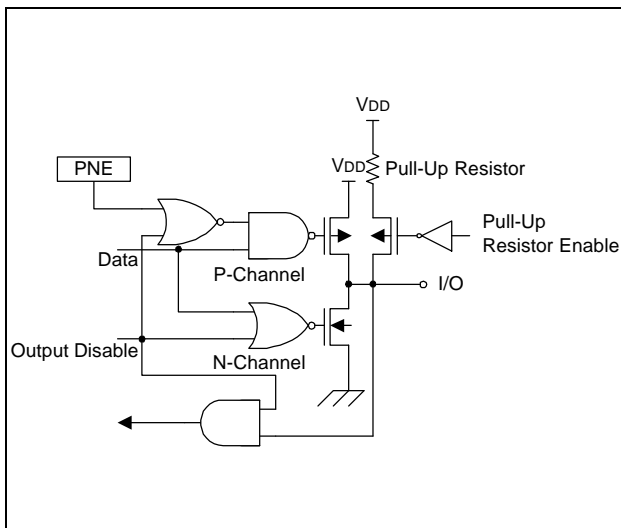 VDD
PNE
VDD
Pull-Up Resistor
Pull-Up
Resistor Enable
Data
P-Channel
I/O
Output Disable
N-Channel